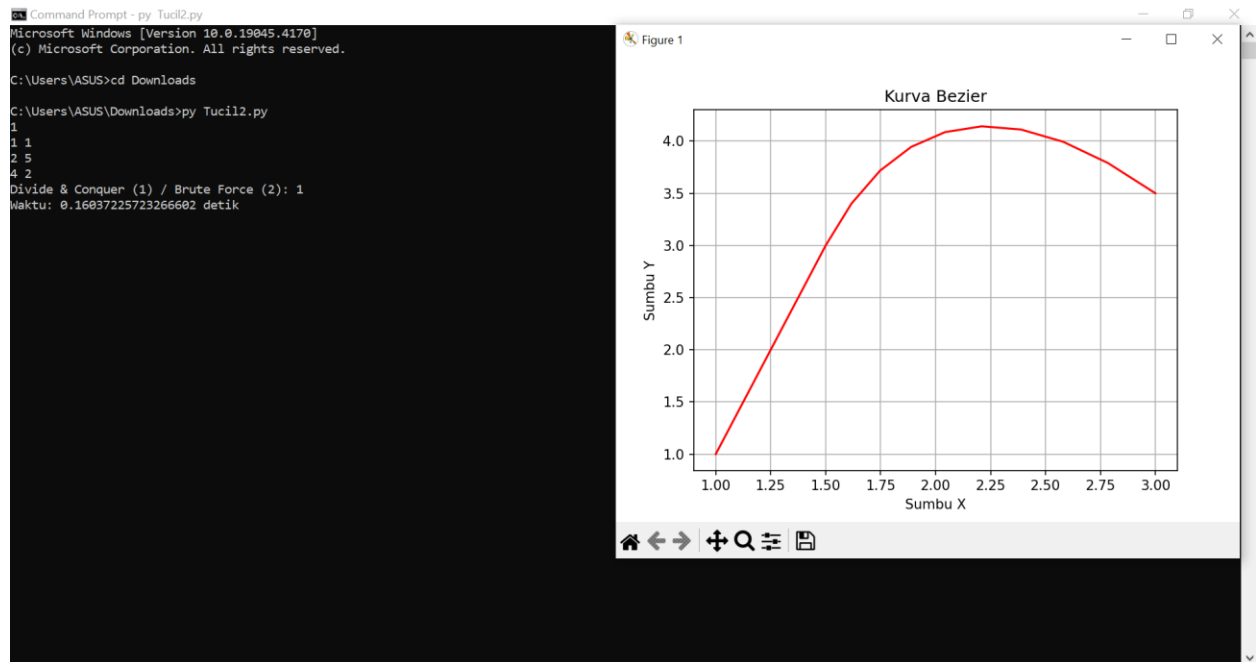 Command Prompt - py Tucil2.py
Microsoft Windows [Version 10.0.19045.4170]
(c) Microsoft Corporation. All rights reserved.
C:\Users\ASUS>cd Downloads
C:\Users\ASUS\Downloads>py Tucil2.py
1
1 1
2 5
4 2
Divide & Conquer (1) / Brute Force (2): 1
Waktu: 0.16037225723266602 detik
Figure 1
Kurva Bezier
4.0
3.5
3.0
2.5
2.0
1.5
1.0
Sumbu Y
1.00 1.25 1.50 1.75 2.00 2.25 2.50 2.75 3.00
Sumbu X